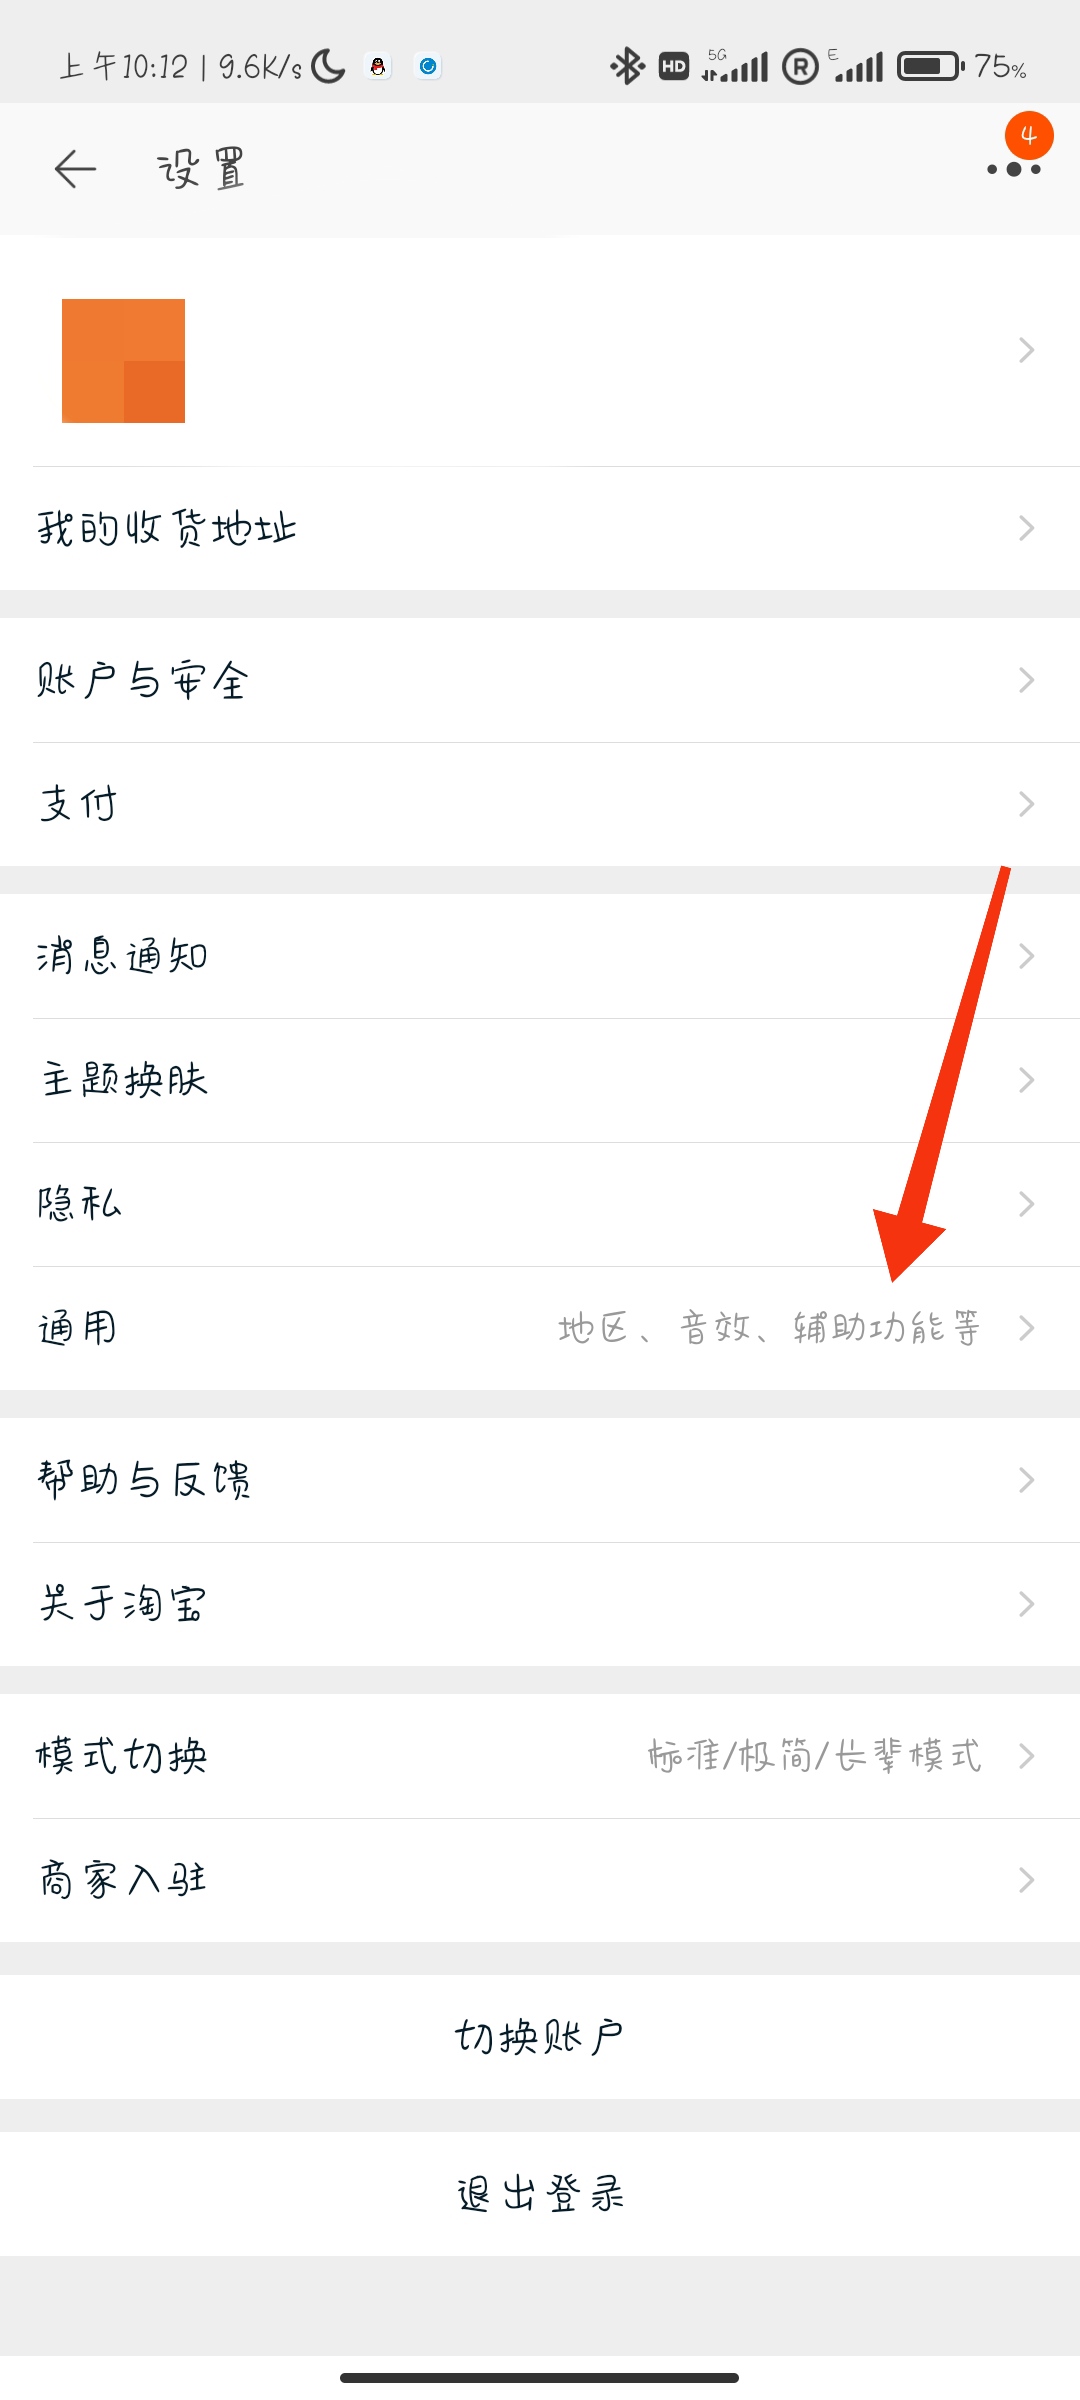 上午10:12 | 9.6K/s HD 5G R E 75%
设置
4
我的收货地址
账户与安全
支付
消息通知
主题换肤
隐私
通用 地区、音效、辅助功能等
帮助与反馈
关于淘宝
模式切换 标准/极简/长辈模式
商家入驻
切换账户
退出登录